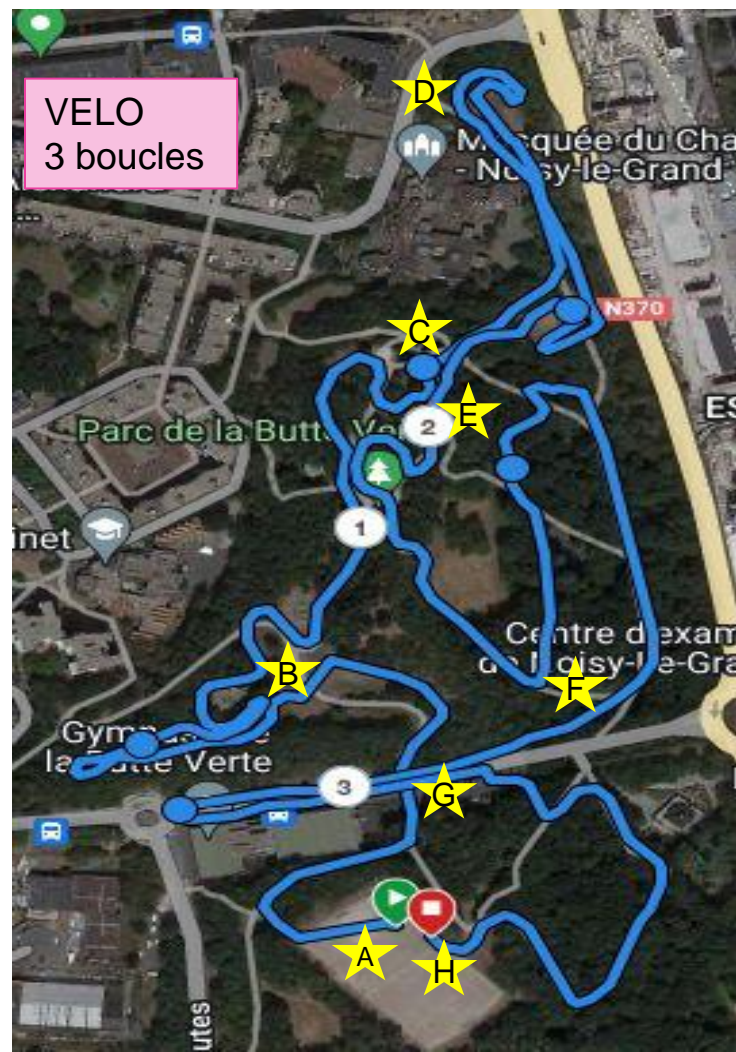 VELO
3 boucles
D
Mosquée du Cha
- Noisy-le-Grand
...
N370
C
E
ES
2
Parc de la Butte Ver
1
inet
Centre d'exam
de Noisy-le-Gra
B
F
Gymnase de
la Butte Verte
3
G
A
H
utes